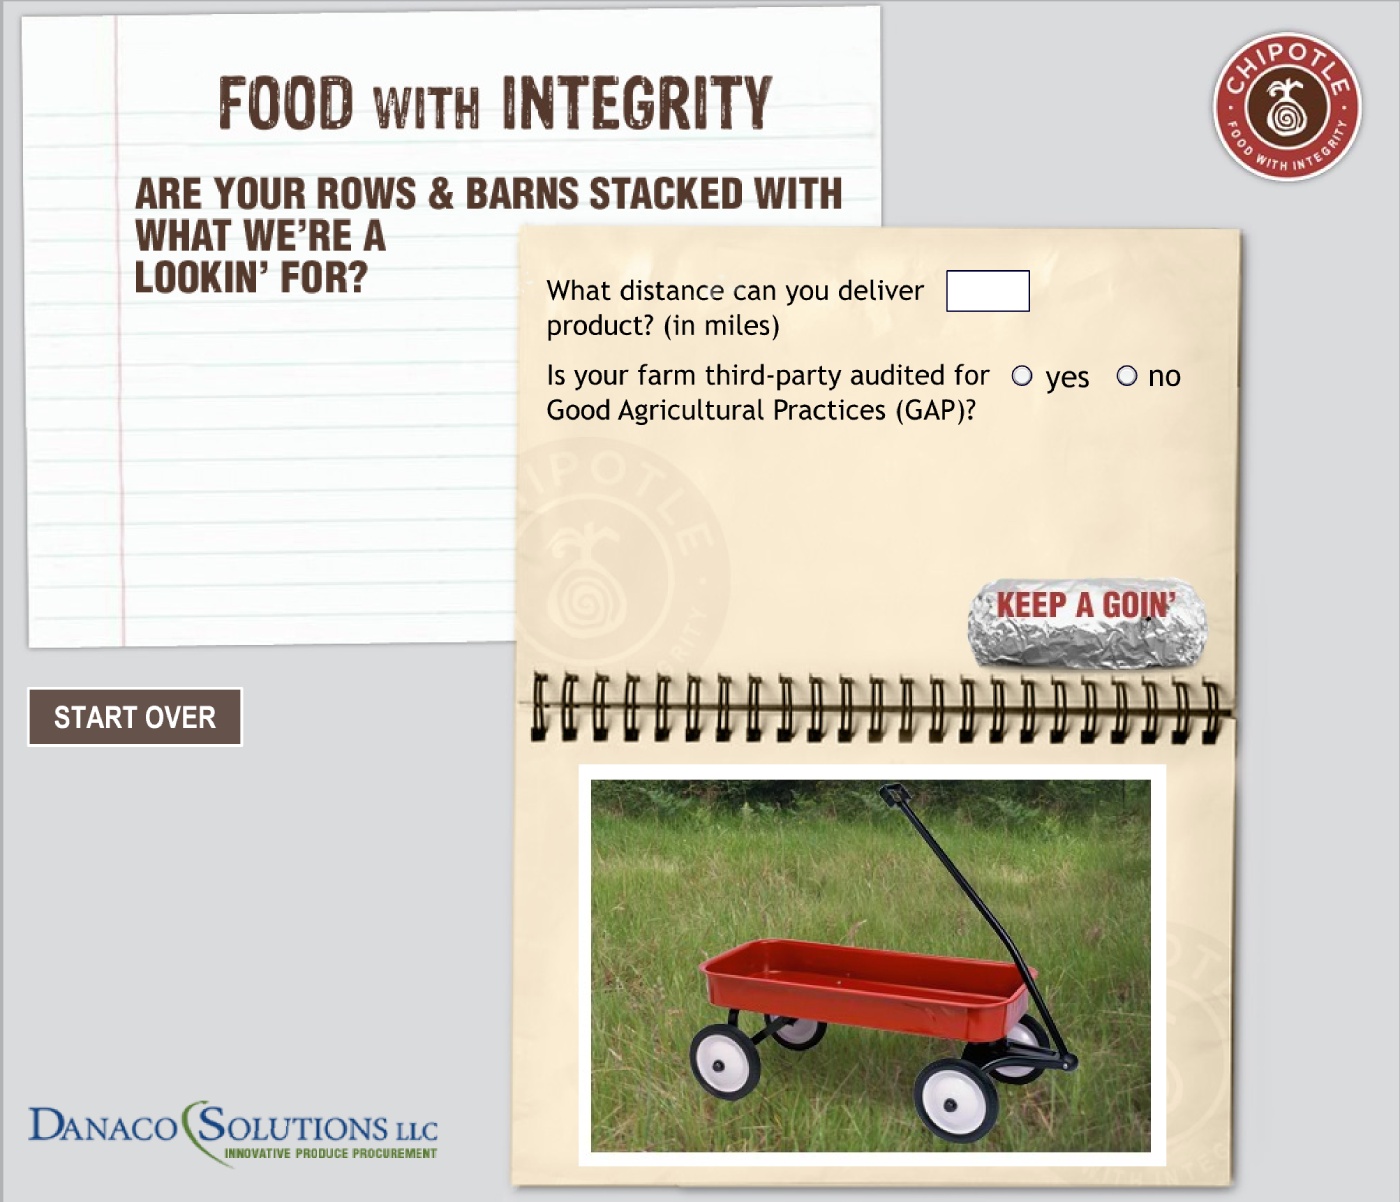 FOOD WITH INTEGRITY
CHIPOTLE
FOOD WITH INTEGRITY
ARE YOUR ROWS & BARNS STACKED WITH
WHAT WE'RE A
LOOKIN' FOR?
What distance can you deliver
product? (in miles)
Is your farm third-party audited for yes no
Good Agricultural Practices (GAP)?
HIPOTLE
RITY
KEEP A GOIN'
START OVER
DANACO SOLUTIONS LLC
INNOVATIVE PRODUCE PROCUREMENT